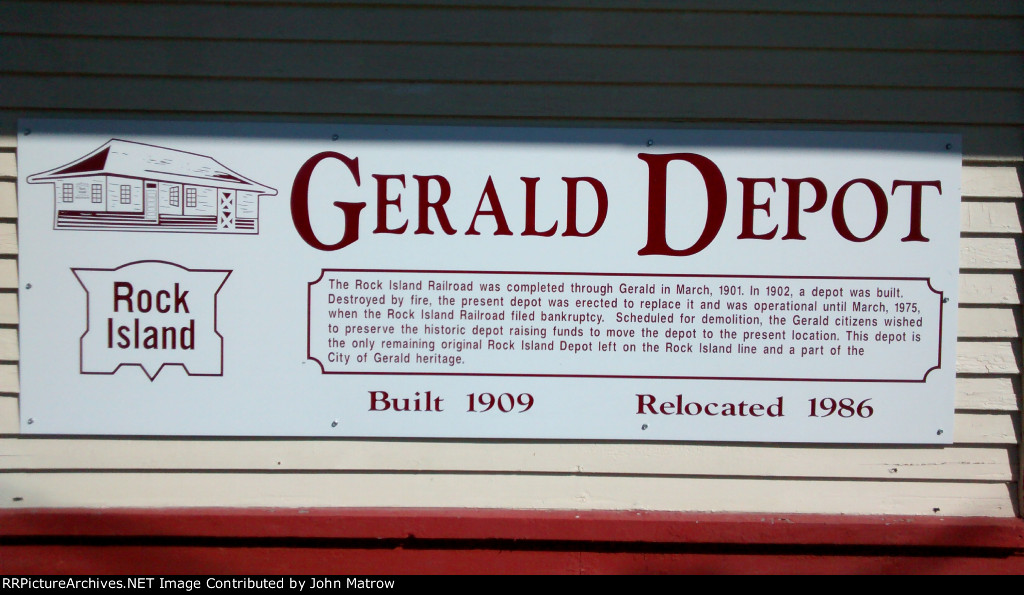 GERALD DEPOT
Rock
Island
The Rock Island Railroad was completed through Gerald in March, 1901. In 1902, a depot was built.
Destroyed by fire, the present depot was erected to replace it and was operational until March, 1975,
when the Rock Island Railroad filed bankruptcy. Scheduled for demolition, the Gerald citizens wished
to preserve the historic depot raising funds to move the depot to the present location. This depot is
the only remaining original Rock Island Depot left on the Rock Island line and a part of the
City of Gerald heritage.
Built 1909 Relocated 1986
RRPictureArchives.NET Image Contributed by John Matrow